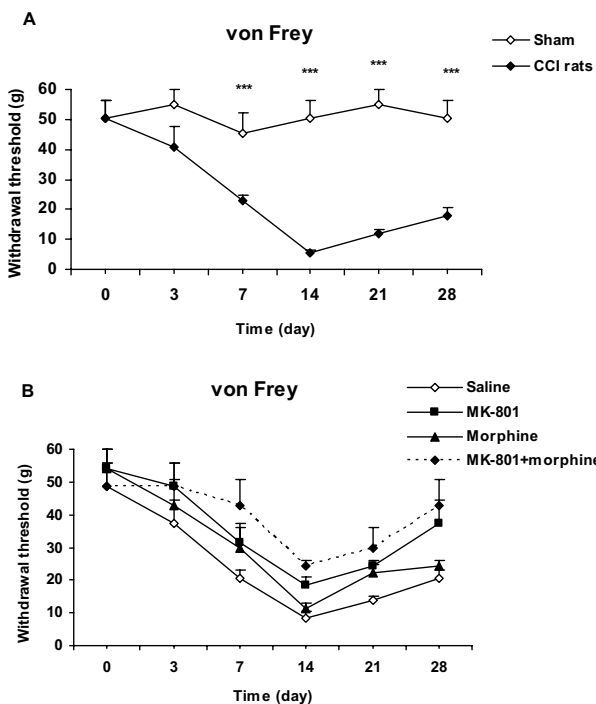 A
von Frey
Sham
CCI rats
*** *** *** ***
Withdrawal threshold (g)
60
50
40
30
20
10
0
0 3 7 14 21 28
Time (day)
B
von Frey
Saline
MK-801
Morphine
MK-801+morphine
Withdrawal threshold (g)
60
50
40
30
20
10
0
0 3 7 14 21 28
Time (day)